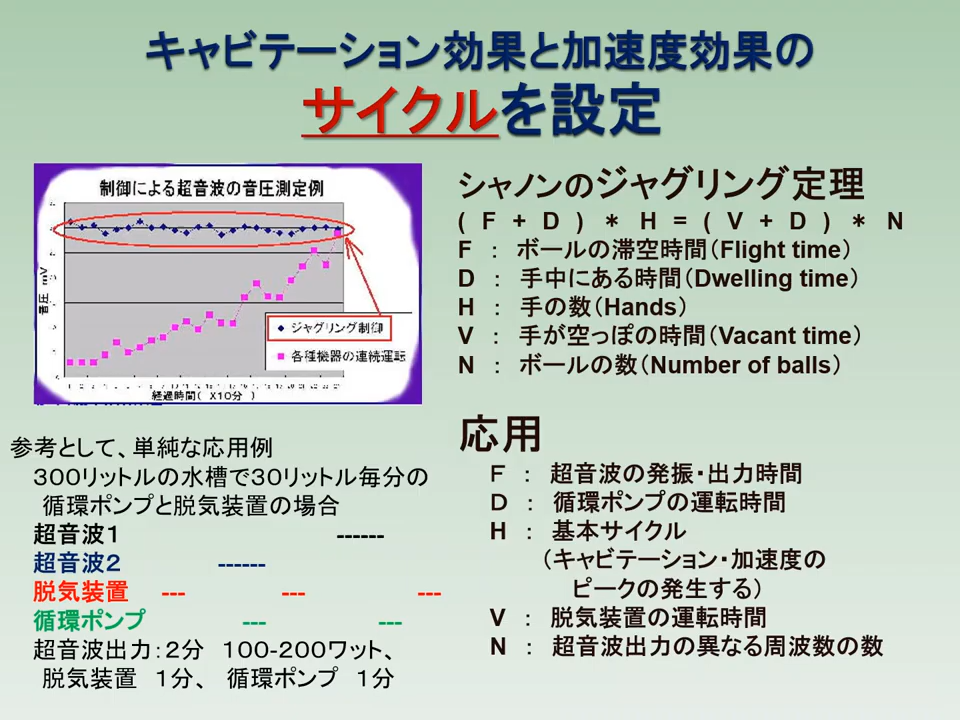 キャビテーション効果と加速度効果の
サイクルを設定
制御による超音波の音圧測定例
音圧 mV
ジャグリング制御
各種機器の連続運転
経過時間( X10分 )
シャノンのジャグリング定理
( F + D ) * H = ( V + D ) * N
F : ボールの滞空時間(Flight time)
D : 手中にある時間(Dwelling time)
H : 手の数(Hands)
V : 手が空っぽの時間(Vacant time)
N : ボールの数(Number of balls)
応用
F : 超音波の発振・出力時間
D : 循環ポンプの運転時間
H : 基本サイクル
(キャビテーション・加速度の
ピークの発生する)
V : 脱気装置の運転時間
N : 超音波出力の異なる周波数の数
参考として、単純な応用例
300リットルの水槽で30リットル毎分の
循環ポンプと脱気装置の場合
超音波1 ------
超音波2 ------
脱気装置 --- --- ---
循環ポンプ --- ---
超音波出力:2分 100-200ワット、
脱気装置 1分、 循環ポンプ 1分